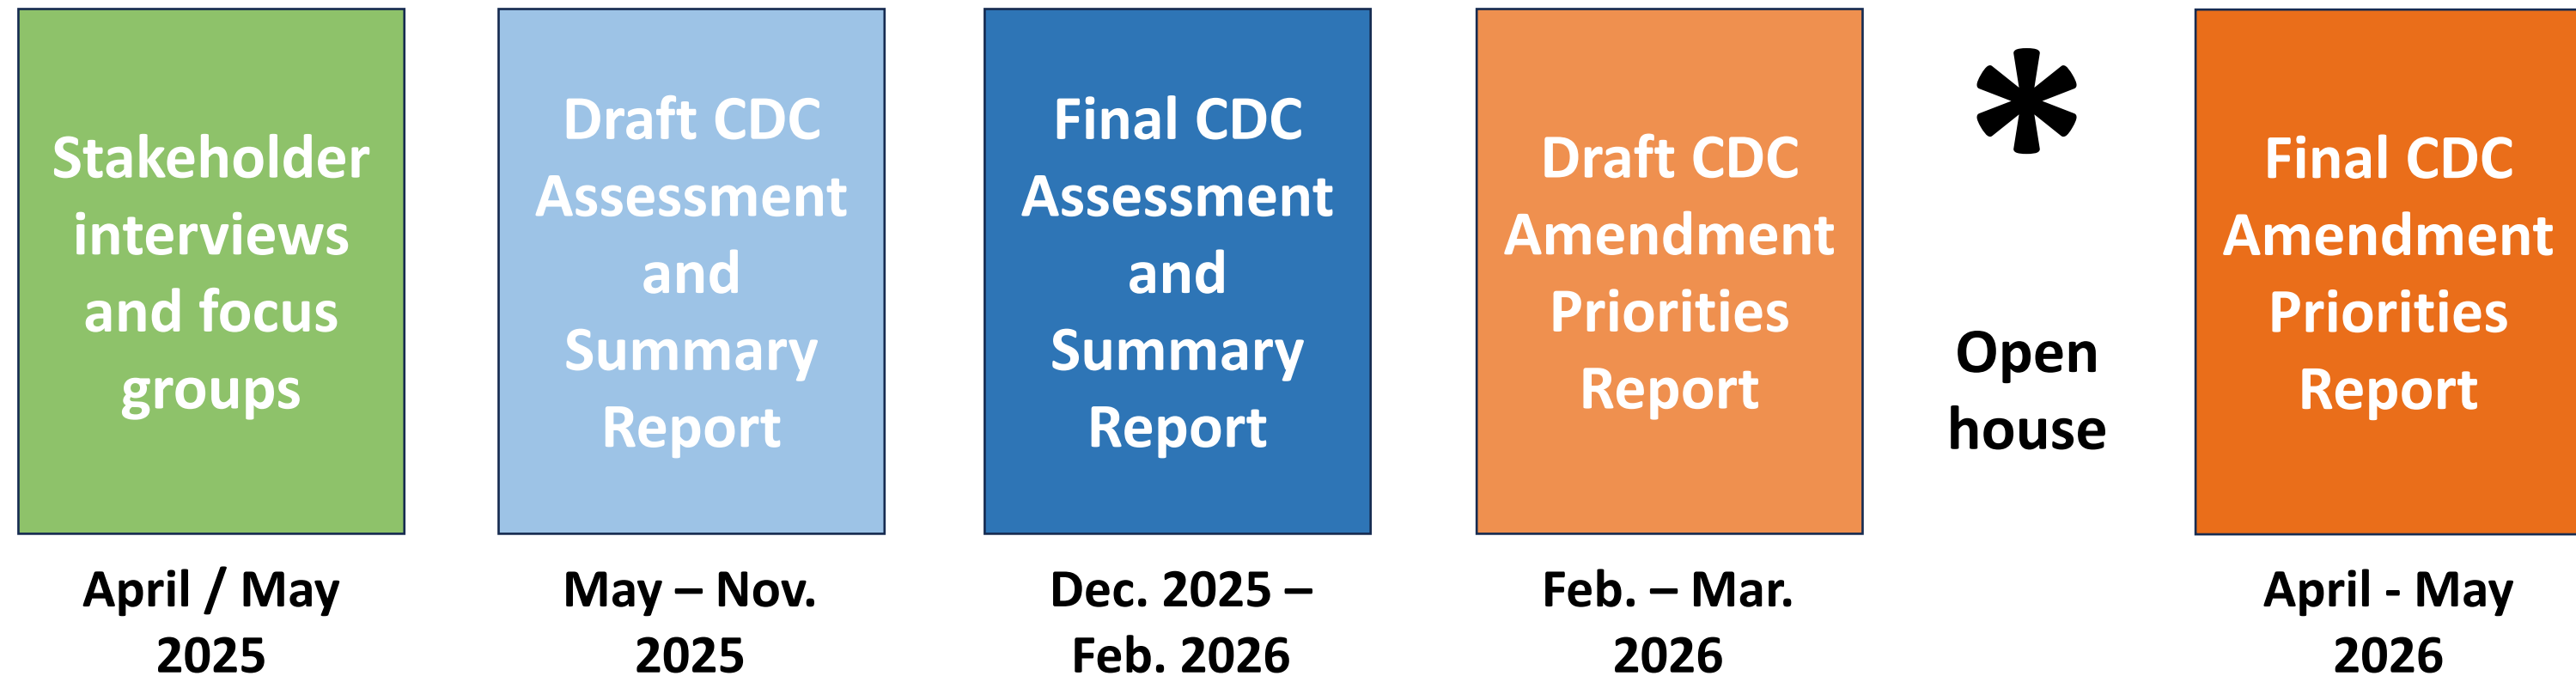 Stakeholder
interviews
and focus
groups
April / May
2025
Draft CDC
Assessment
and
Summary
Report
May – Nov.
2025
Final CDC
Assessment
and
Summary
Report
Dec. 2025 –
Feb. 2026
Draft CDC
Amendment
Priorities
Report
Feb. – Mar.
2026
*
Open
house
Final CDC
Amendment
Priorities
Report
April - May
2026